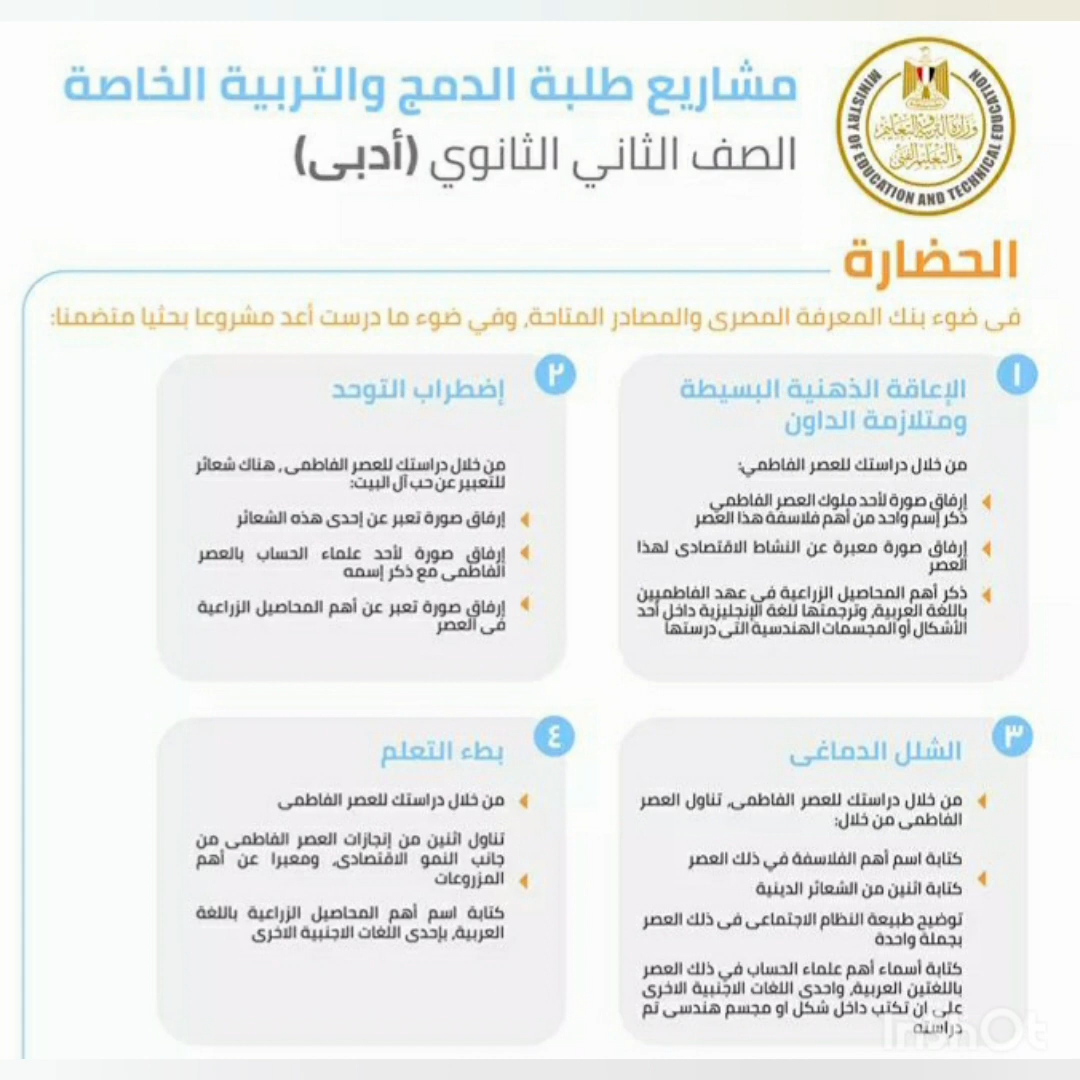 مشاريع طلبة الدمج والتربية الخاصة
الصف الثاني الثانوي (أدبى)
MINISTRY OF EDUCATION AND TECHNICAL EDUCATION
وزارة التربية والتعليم
والتعليم الفني
الحضارة
فى ضوء بنك المعرفة المصرى والمصادر المتاحة, وفي ضوء ما درست أعد مشروعا بحثيا متضمنا:
١
الإعاقة الذهنية البسيطة
ومتلازمة الداون
من خلال دراستك للعصر الفاطمي:
إرفاق صورة لأحد ملوك العصر الفاطمي
ذكر إسم واحد من أهم فلاسفة هذا العصر
إرفاق صورة معبرة عن النشاط الاقتصادى لهذا
العصر
ذكر أهم المحاصيل الزراعية في عهد الفاطميين
باللغة العربية, وترجمتها للغة الإنجليزية داخل أحد
الأشكال أو المجسمات الهندسية التى درستها
٢
إضطراب التوحد
من خلال دراستك للعصر الفاطمى , هناك شعائر
للتعبير عن حب آل البيت:
إرفاق صورة تعبر عن إحدى هذه الشعائر
إرفاق صورة لأحد علماء الحساب بالعصر
الفاطمى مع ذكر إسمه
إرفاق صورة تعبر عن أهم المحاصيل الزراعية
فى العصر
٣
الشلل الدماغى
من خلال دراستك للعصر الفاطمى, تناول العصر
الفاطمى من خلال:
كتابة اسم أهم الفلاسفة في ذلك العصر
كتابة اثنين من الشعائر الدينية
توضيح طبيعة النظام الاجتماعى فى ذلك العصر
بجملة واحدة
كتابة أسماء أهم علماء الحساب في ذلك العصر
باللغتين العربية, واحدى اللغات الاجنبية الاخرى
على ان تكتب داخل شكل او مجسم هندسى تم
دراسته
٤
بطء التعلم
من خلال دراستك للعصر الفاطمى
تناول اثنين من إنجازات العصر الفاطمى من
جانب النمو الاقتصادى, ومعبرا عن أهم
المزروعات
كتابة اسم أهم المحاصيل الزراعية باللغة
العربية, بإحدى اللغات الاجنبية الاخرى
InShOt